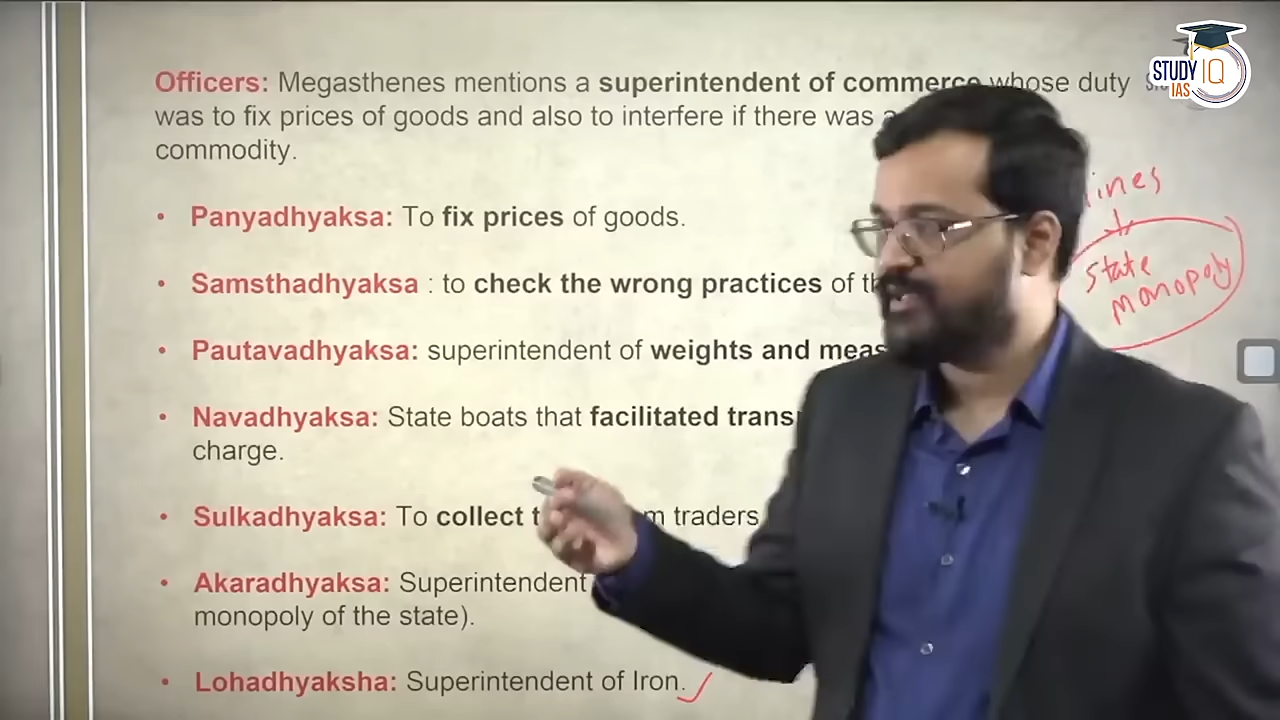 STUDY IQ
IAS
Officers: Megasthenes mentions a superintendent of commerce whose duty
was to fix prices of goods and also to interfere if there was a
commodity.
• Panyadhyaksa: To fix prices of goods.
• Samsthadhyaksa : to check the wrong practices of
• Pautavadhyaksa: superintendent of weights and
• Navadhyaksa: State boats that facilitated
charge.
• Sulkadhyaksa: To collect traders
• Akaradhyaksa: Superintendent
monopoly of the state).
• Lohadhyaksha: Superintendent of Iron.
state
monopoly